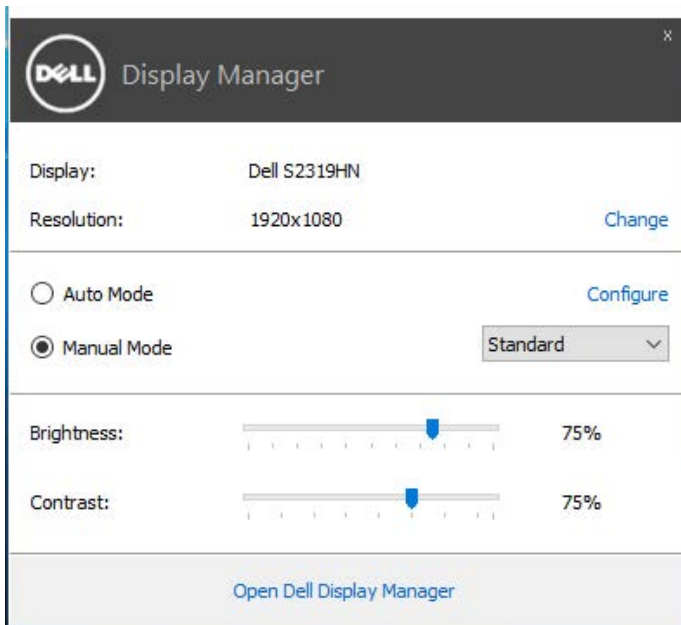 x
DELL Display Manager
Display: Dell S2319HN
Resolution: 1920x1080 Change
Auto Mode Configure
Manual Mode Standard
Brightness: 75%
Contrast: 75%
Open Dell Display Manager